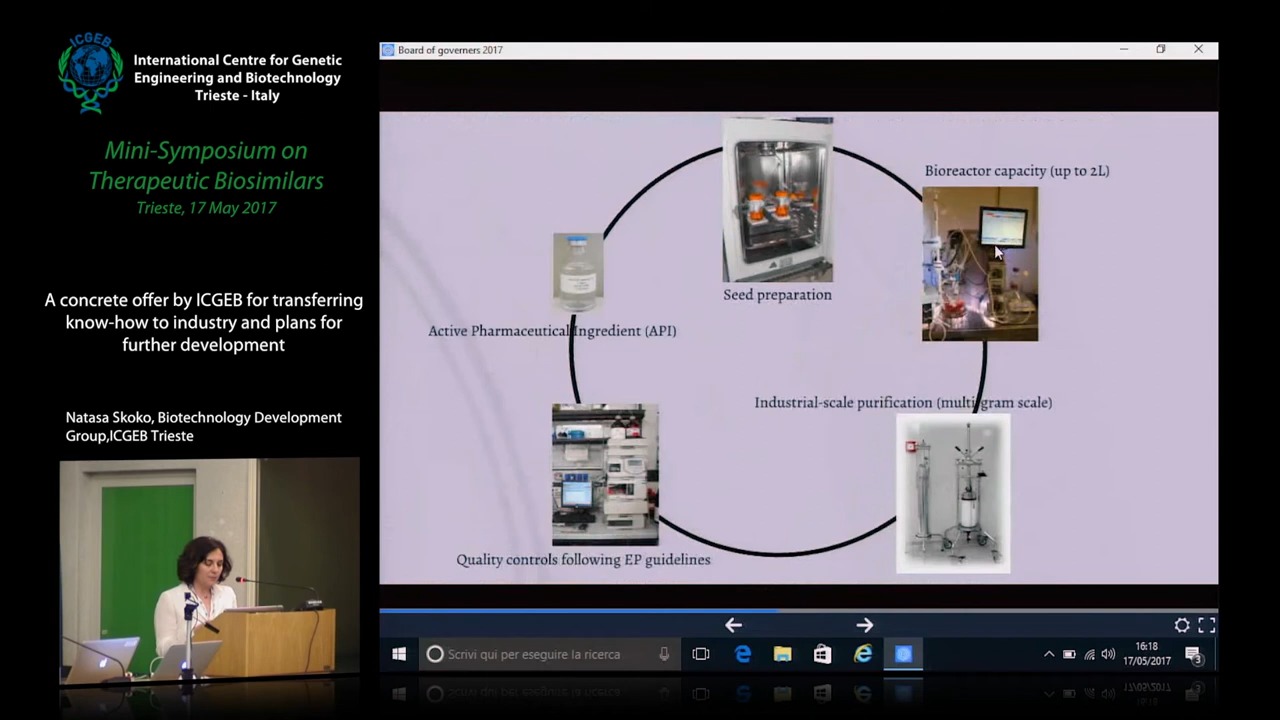 ICGEB
International Centre for Genetic
Engineering and Biotechnology
Trieste - Italy
Mini-Symposium on
Therapeutic Biosimilars
Trieste, 17 May 2017
A concrete offer by ICGEB for transferring
know-how to industry and plans for
further development
Natasa Skoko, Biotechnology Development
Group,ICGEB Trieste
Board of governers 2017
Bioreactor capacity (up to 2L)
Seed preparation
Active Pharmaceutical Ingredient (API)
Industrial-scale purification (multi-gram scale)
Quality controls following EP guidelines
Scrivi qui per eseguire la ricerca
16:18
17/05/2017
3